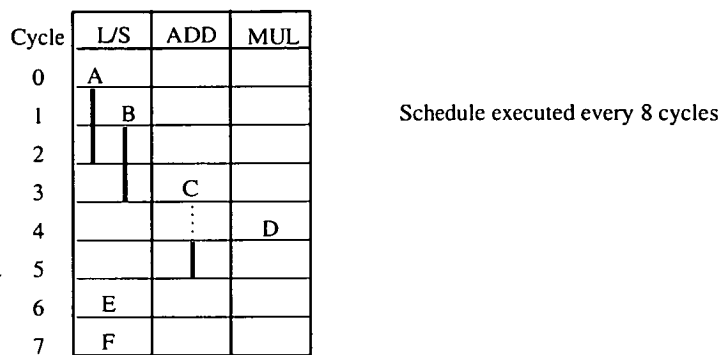 Cycle L/S ADD MUL
0 A
1 B Schedule executed every 8 cycles
2
3 C
4 D
5
6 E
7 F